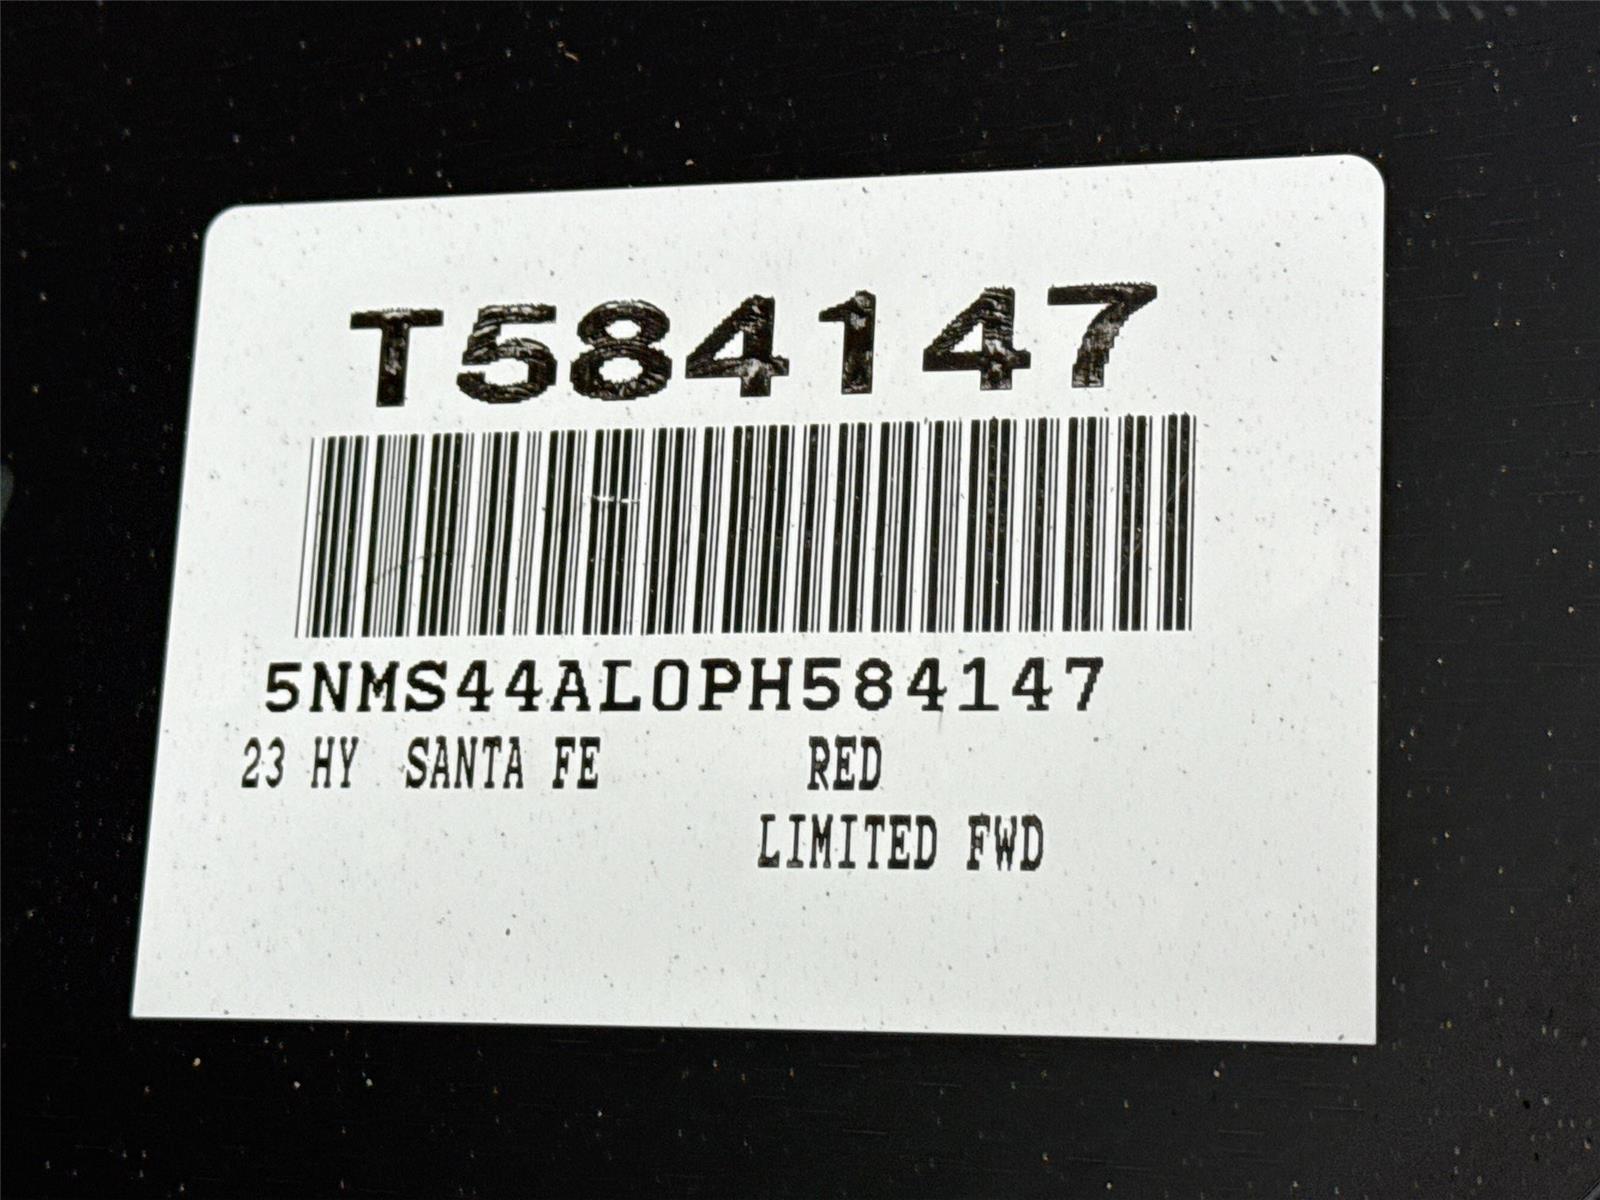 T584147
5NMS44AL0PH584147
23 HY SANTA FE RED
LIMITED FWD